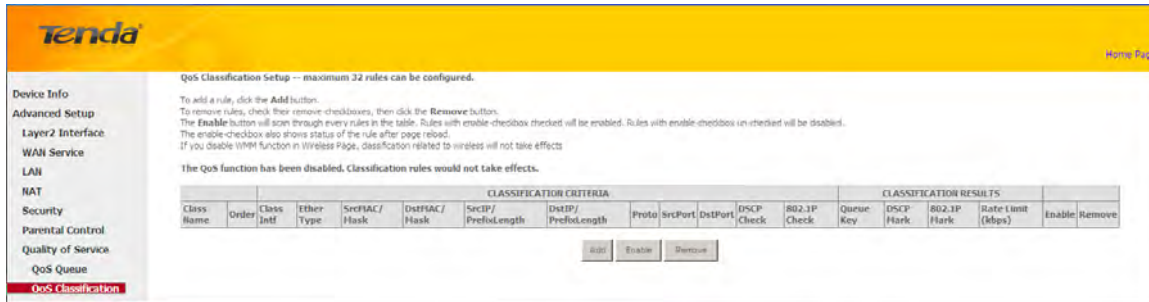 Tenda
Home Pag
QoS Classification Setup -- maximum 32 rules can be configured.
Device Info
To add a rule, click the Add button.
To remove rules, check their remove checkboxes, then click the Remove button.
Advanced Setup
The Enable button will scan through every rules in the table. Rules with enable-checkbox checked will be enabled. Rules with enable-checkbox un-checked will be disabled.
The enable-checkbox also shows status of the rule after page reload.
Layer2 Interface
If you disable WMM function in Wireless Page, classification related to wireless will not take effects
WAN Service
The QoS function has been disabled. Classification rules would not take effects.
LAN
NAT
CLASSIFICATION CRITERIA CLASSIFICATION RESULTS
Class Name Order Class Intf Ether Type SrcMAC/ Mask DstMAC/ Mask SrcIP/ PrefixLength DstIP/ PrefixLength Proto SrcPort DstPort DSCP Check 802.1P Check Queue Key DSCP Mark 802.1P Mark Rate Limit (kbps) Enable Remove
Security
Parental Control
Quality of Service
Add Enable Remove
QoS Queue
QoS Classification